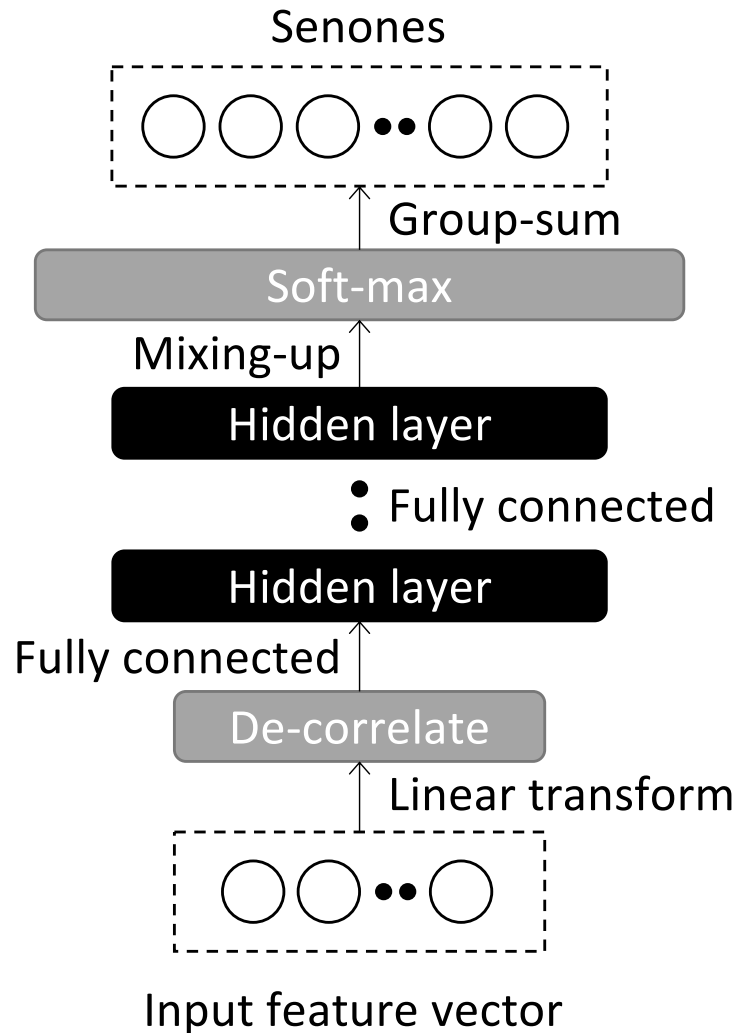 Senones
Group-sum
Soft-max
Mixing-up
Hidden layer
Fully connected
Hidden layer
Fully connected
De-correlate
Linear transform
Input feature vector